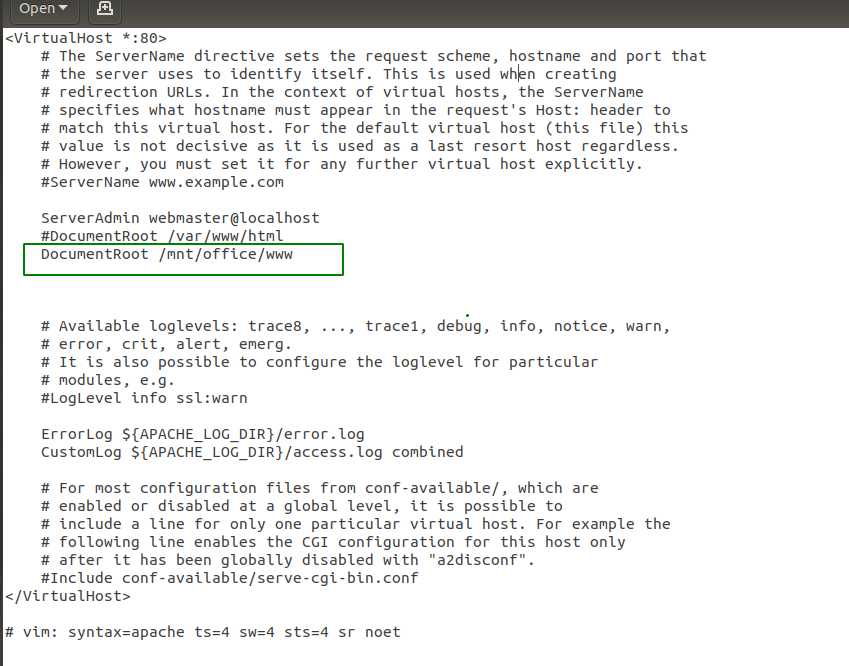 Open
<VirtualHost *:80>
# The ServerName directive sets the request scheme, hostname and port that
# the server uses to identify itself. This is used when creating
# redirection URLs. In the context of virtual hosts, the ServerName
# specifies what hostname must appear in the request's Host: header to
# match this virtual host. For the default virtual host (this file) this
# value is not decisive as it is used as a last resort host regardless.
# However, you must set it for any further virtual host explicitly.
#ServerName www.example.com
ServerAdmin webmaster@localhost
#DocumentRoot /var/www/html
DocumentRoot /mnt/office/www
# Available loglevels: trace8, ..., trace1, debug, info, notice, warn,
# error, crit, alert, emerg.
# It is also possible to configure the loglevel for particular
# modules, e.g.
#LogLevel info ssl:warn
ErrorLog ${APACHE_LOG_DIR}/error.log
CustomLog ${APACHE_LOG_DIR}/access.log combined
# For most configuration files from conf-available/, which are
# enabled or disabled at a global level, it is possible to
# include a line for only one particular virtual host. For example the
# following line enables the CGI configuration for this host only
# after it has been globally disabled with "a2disconf".
#Include conf-available/serve-cgi-bin.conf
</VirtualHost>
# vim: syntax=apache ts=4 sw=4 sts=4 sr noet